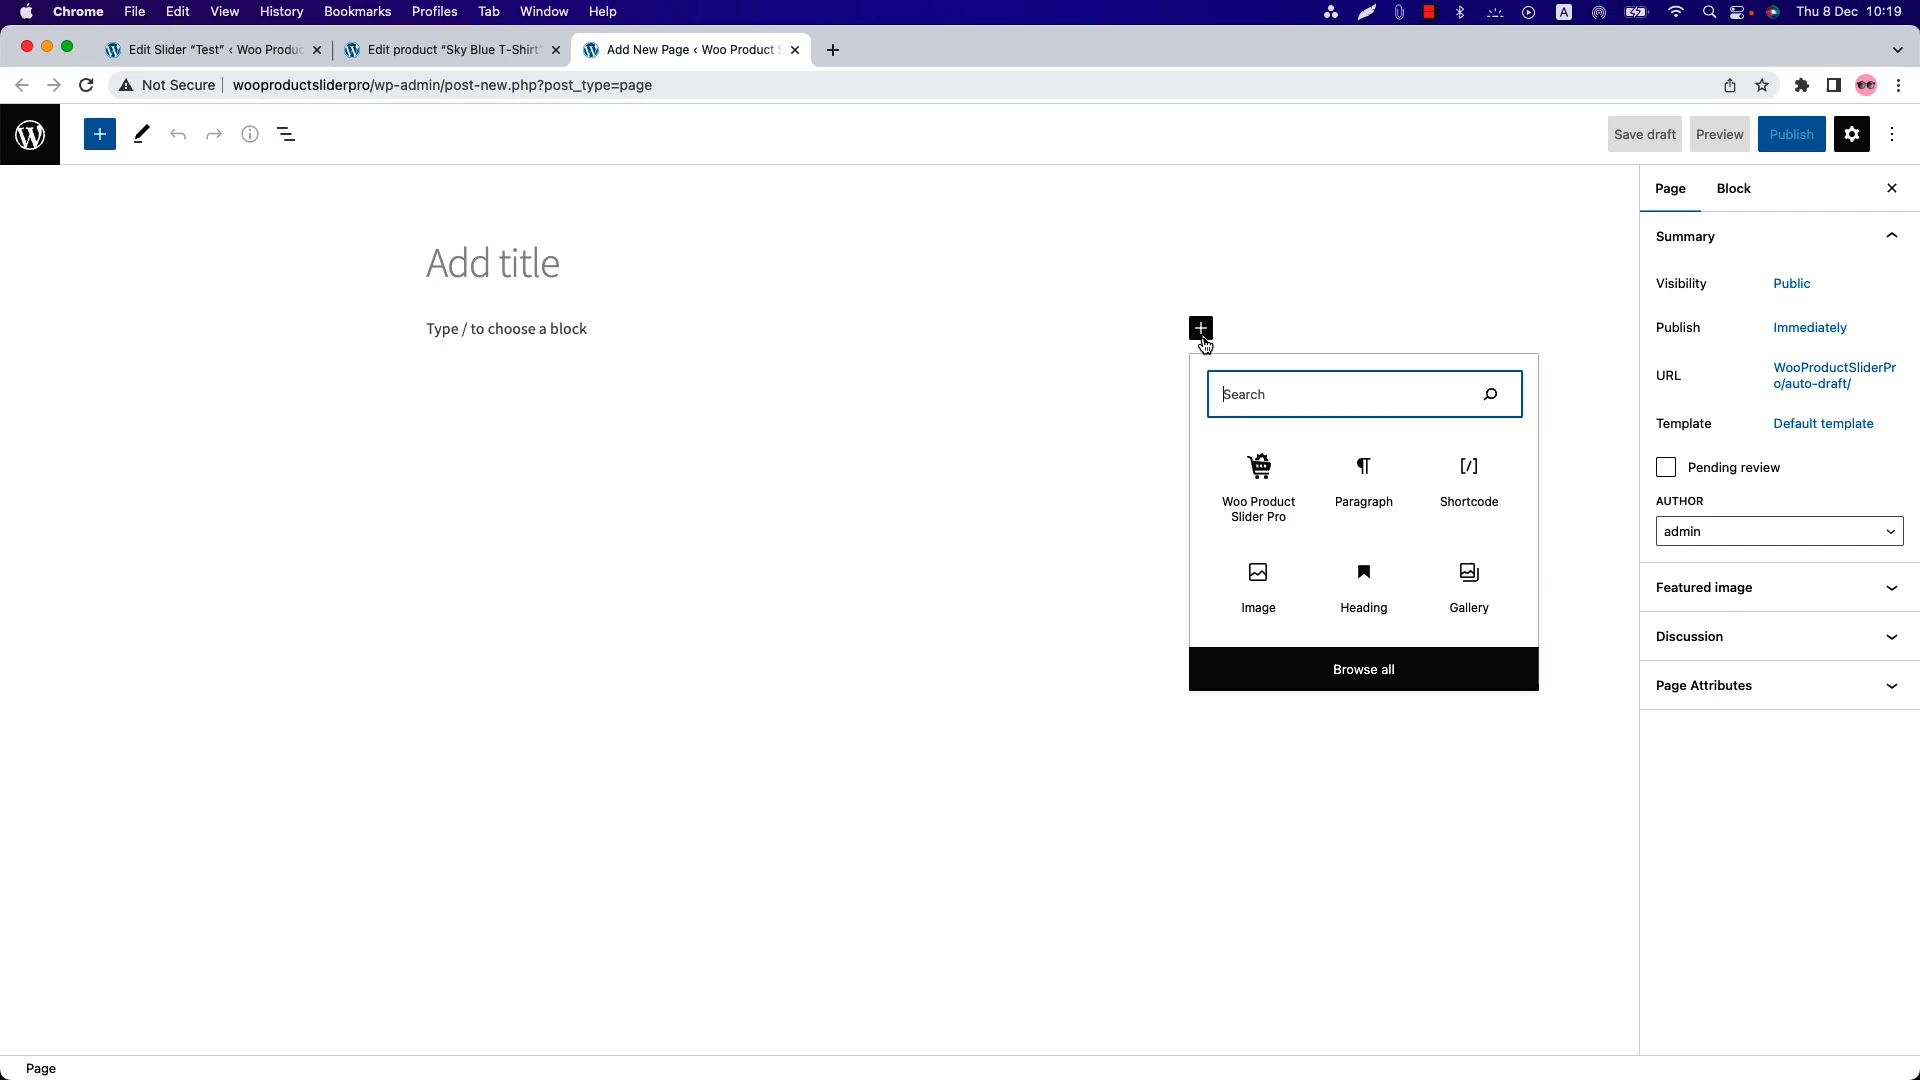 Chrome File Edit View History Bookmarks Profiles Tab Window Help A Thu 8 Dec 10:19
Edit Slider “Test” ‹ Woo Produc Edit product “Sky Blue T-Shirt” Add New Page ‹ Woo Product S
Not Secure wooproductsliderpro/wp-admin/post-new.php?post_type=page
Save draft Preview Publish
Page Block
Summary
Add title
Visibility Public
Type / to choose a block
Publish Immediately
URL WooProductSliderPr
o/auto-draft/
Search
Template Default template
Pending review
Woo Product
Slider Pro
Paragraph
[/]
Shortcode
AUTHOR
admin
Image Heading Gallery
Featured image
Discussion
Browse all
Page Attributes
Page